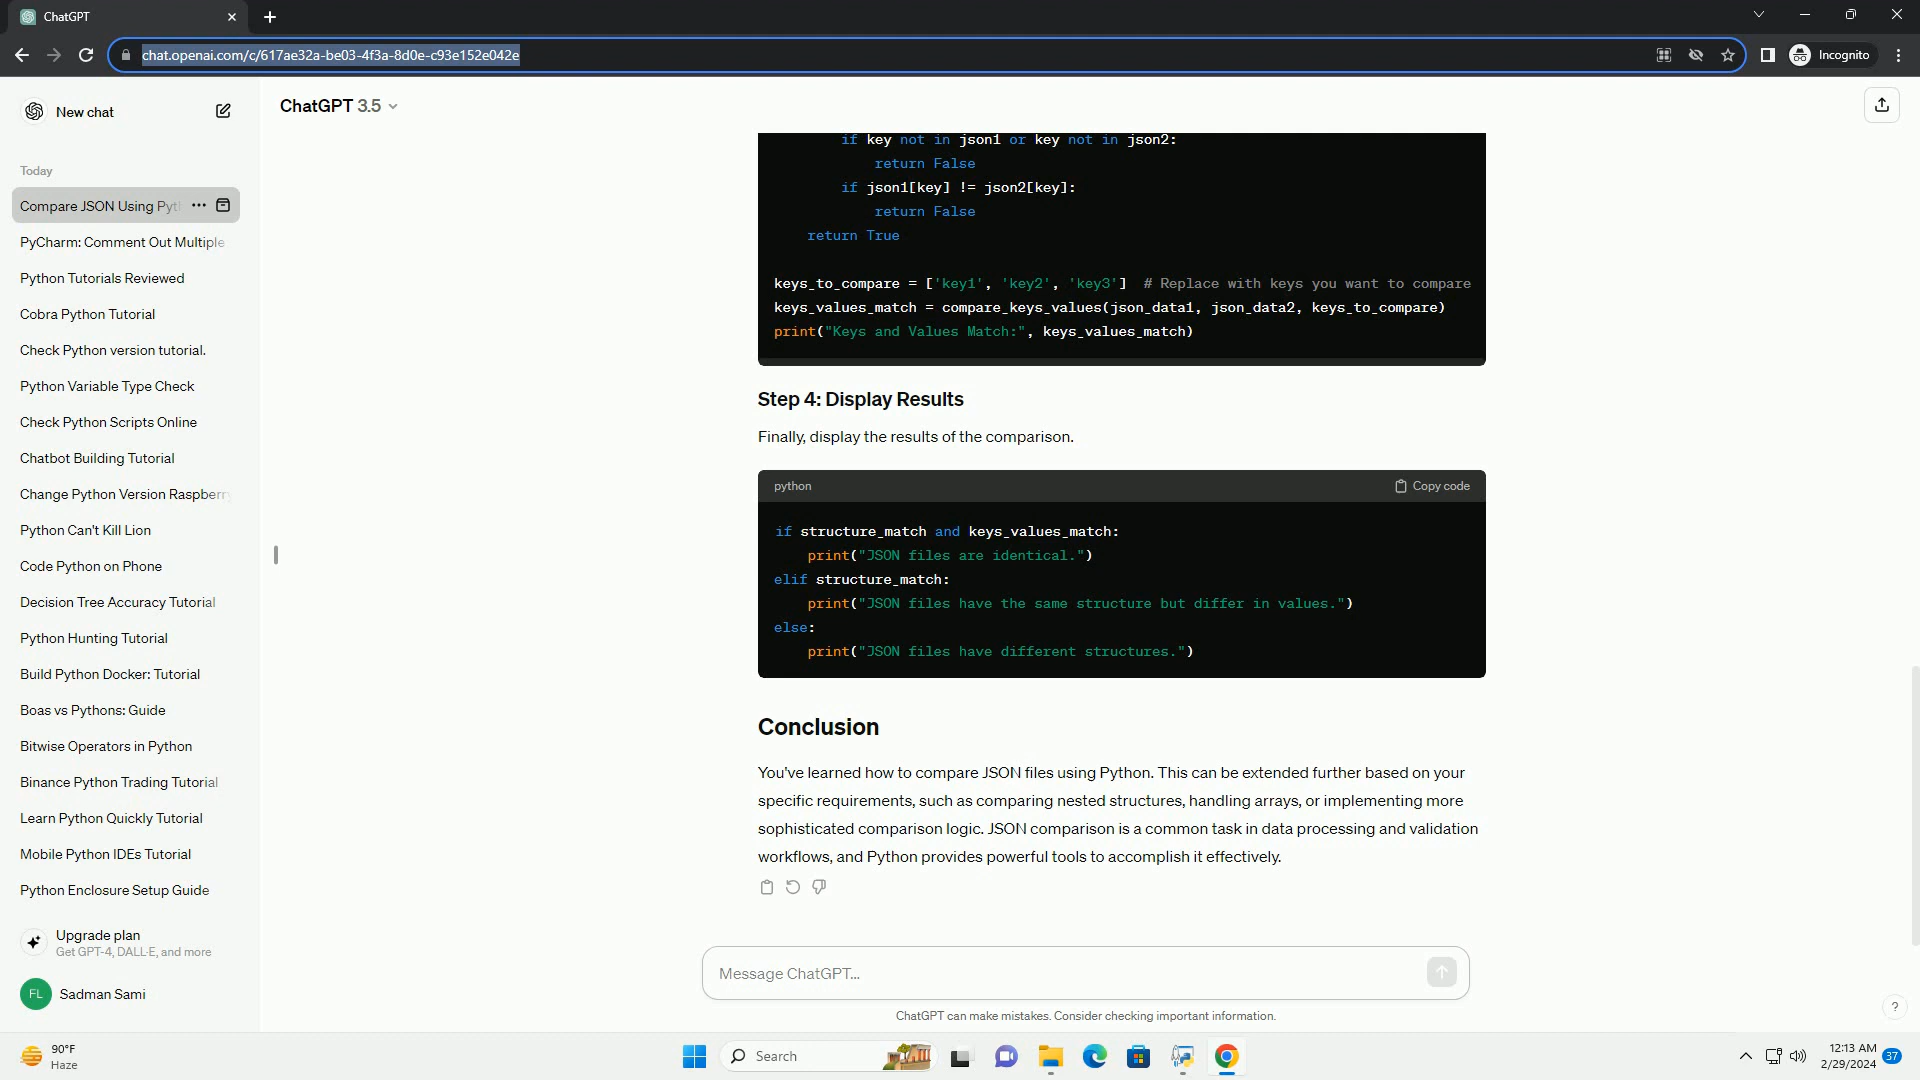 ChatGPT
chat.openai.com/c/617ae32a-be03-4f3a-8d0e-c93e152e042e
Incognito
New chat
ChatGPT 3.5
Today
Compare JSON Using Pyt
PyCharm: Comment Out Multiple
Python Tutorials Reviewed
Cobra Python Tutorial
Check Python version tutorial.
Python Variable Type Check
Check Python Scripts Online
Chatbot Building Tutorial
Change Python Version Raspberr
Python Can't Kill Lion
Code Python on Phone
Decision Tree Accuracy Tutorial
Python Hunting Tutorial
Build Python Docker: Tutorial
Boas vs Pythons: Guide
Bitwise Operators in Python
Binance Python Trading Tutorial
Learn Python Quickly Tutorial
Mobile Python IDEs Tutorial
Python Enclosure Setup Guide
Upgrade plan
Get GPT-4, DALL·E, and more
FL
Sadman Sami
if key not in json1 or key not in json2:
return False
if json1[key] != json2[key]:
return False
return True
keys_to_compare = ['key1', 'key2', 'key3']  # Replace with keys you want to compare
keys_values_match = compare_keys_values(json_data1, json_data2, keys_to_compare)
print("Keys and Values Match:", keys_values_match)
Step 4: Display Results
Finally, display the results of the comparison.
python
Copy code
if structure_match and keys_values_match:
print("JSON files are identical.")
elif structure_match:
print("JSON files have the same structure but differ in values.")
else:
print("JSON files have different structures.")
Conclusion
You've learned how to compare JSON files using Python. This can be extended further based on your
specific requirements, such as comparing nested structures, handling arrays, or implementing more
sophisticated comparison logic. JSON comparison is a common task in data processing and validation
workflows, and Python provides powerful tools to accomplish it effectively.
Message ChatGPT...
ChatGPT can make mistakes. Consider checking important information.
?
90°F
Haze
Search
12:13 AM
2/29/2024
37